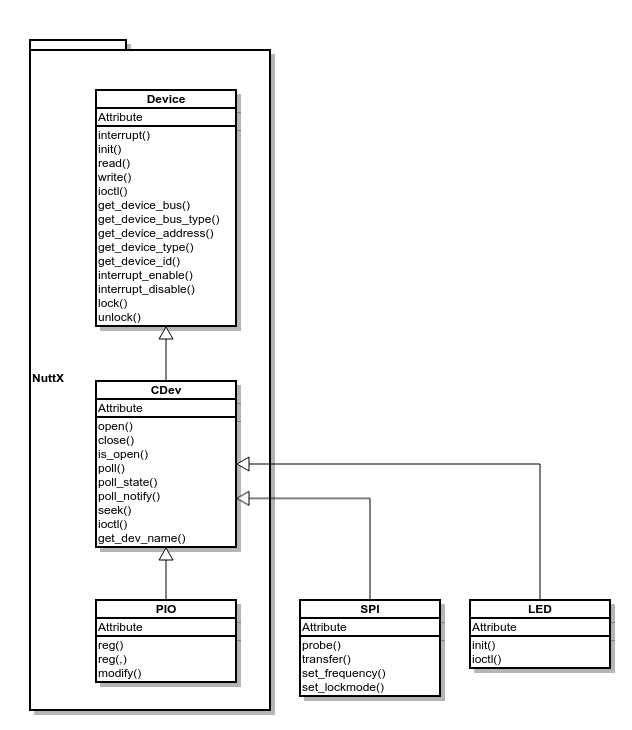 Device
Attribute
interrupt()
init()
read()
write()
ioctl()
get_device_bus()
get_device_bus_type()
get_device_address()
get_device_type()
get_device_id()
interrupt_enable()
interrupt_disable()
lock()
unlock()
NuttX
CDev
Attribute
open()
close()
is_open()
poll()
poll_state()
poll_notify()
seek()
ioctl()
get_dev_name()
PIO
Attribute
reg()
reg(,)
modify()
SPI
Attribute
probe()
transfer()
set_frequency()
set_lockmode()
LED
Attribute
init()
ioctl()